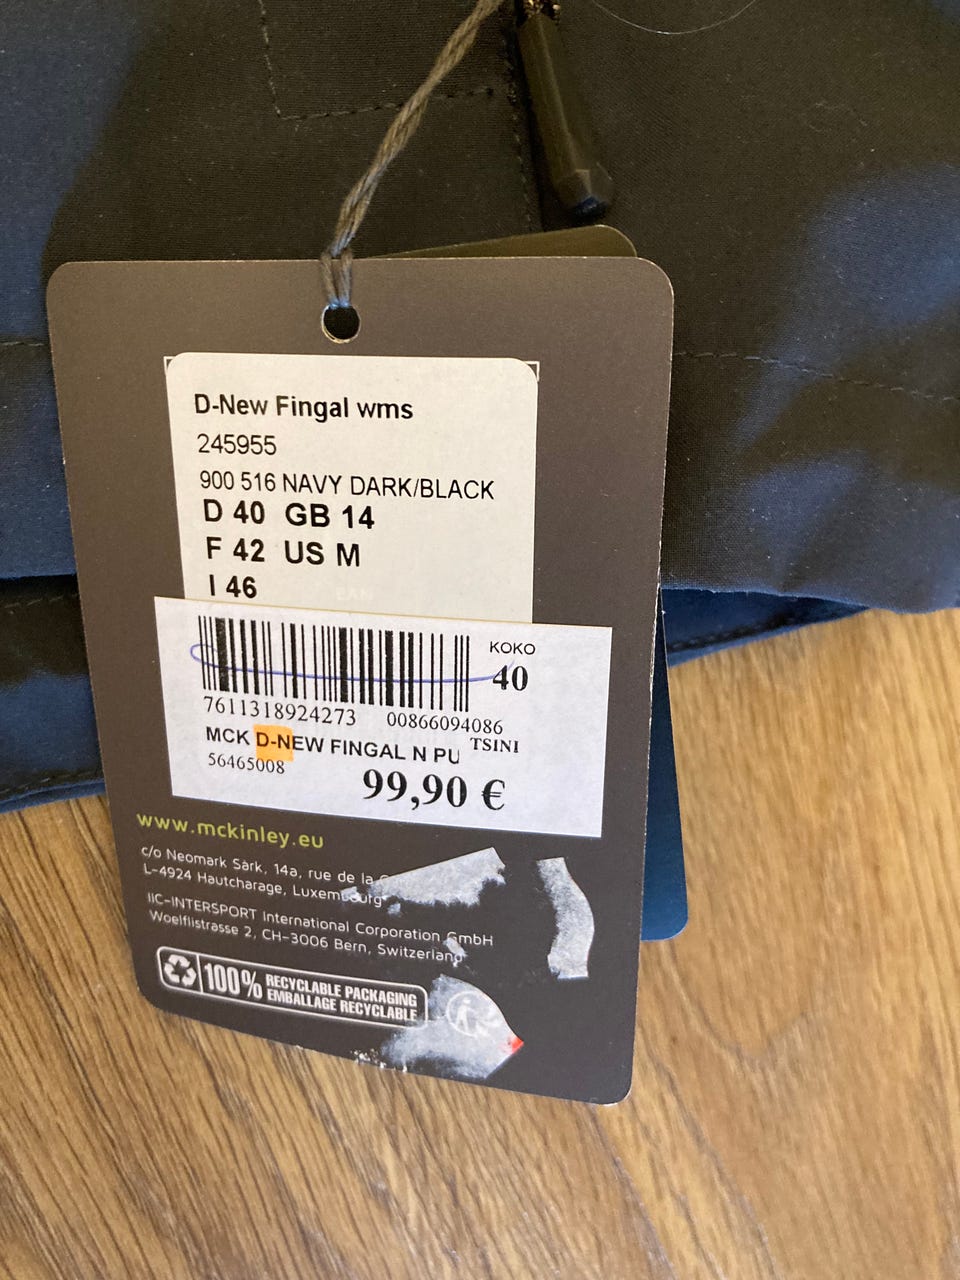 D-New Fingal wms
245955
900 516 NAVY DARK/BLACK
D 40 GB 14
F 42 US M
I 46
EAN
KOKO
40
7611318924273 00866094086
MCK D-NEW FINGAL N PU TSINI
56465008
99,90 €
www.mckinley.eu
c/o Neomark Sàrl, 14a, rue de la
L-4924 Hautcharage, Luxembourg
IIC-INTERSPORT International Corporation GmbH
Woelflistrasse 2, CH-3006 Bern, Switzerland
100% RECYCLABLE PACKAGING
EMBALLAGE RECYCLABLE